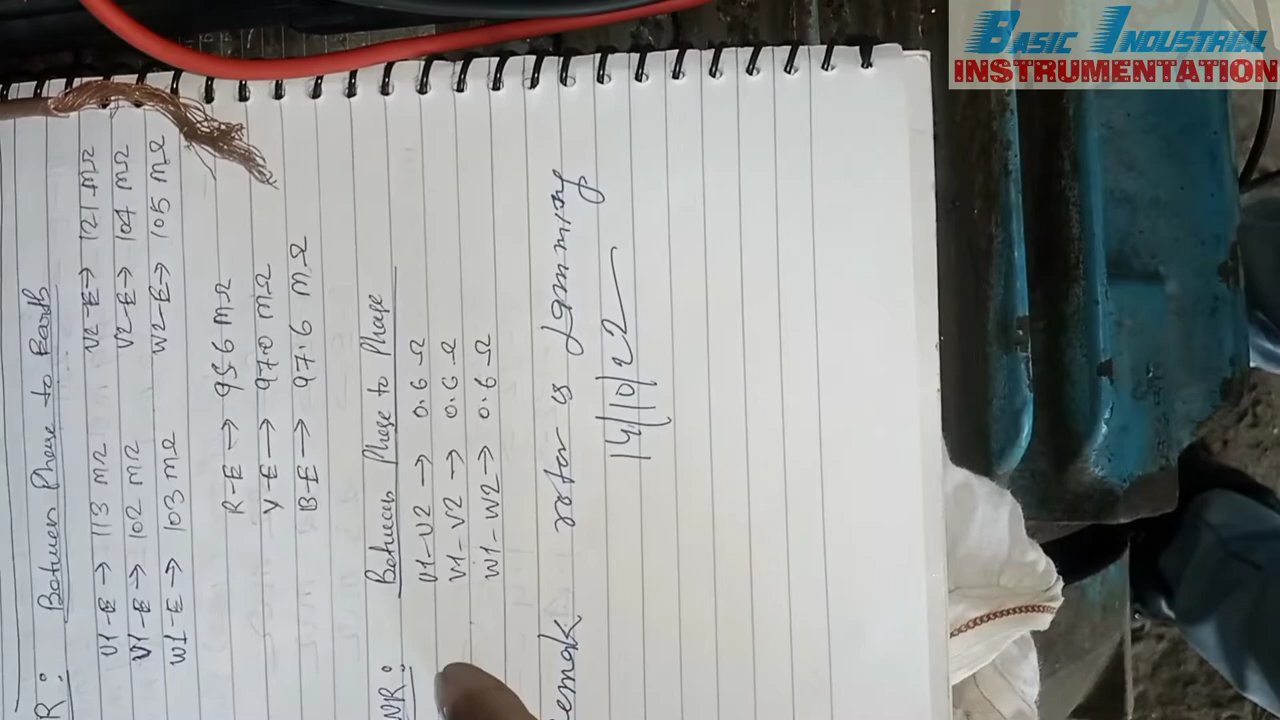 BASIC INDUSTRIAL
INSTRUMENTATION
R: Between Phase to Earth
U1-E → 113 MΩ U2-E → 121 MΩ
V1-E → 102 MΩ V2-E → 104 MΩ
W1-E → 103 MΩ W2-E → 105 MΩ
R-E → 95.6 MΩ
Y-E → 97.0 MΩ
B-E → 97.6 MΩ
WR: Between Phase to Phase
U1-U2 → 0.6 Ω
V1-V2 → 0.6 Ω
W1-W2 → 0.6 Ω
emak rotor is Jamming
14/10/22